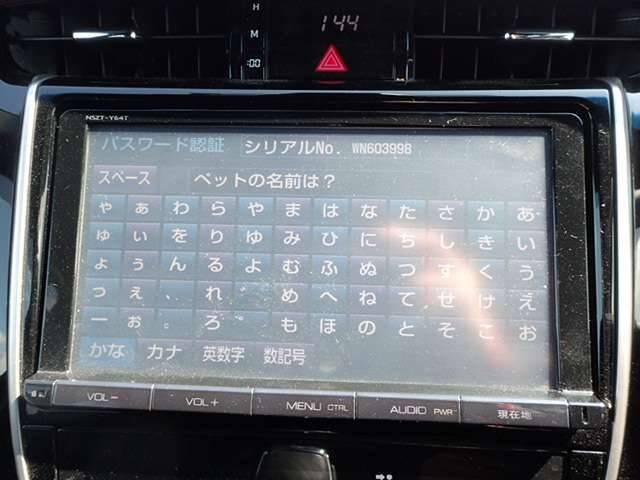 H
M
:00
1:44
NSZT-Y64T
パスワード認証 シリアルNo. WN603998
スペース ペットの名前は?
ゃ ぁ わ ら や ま は な た さ か あ
ゅ ぃ を り ゆ み ひ に ち し き い
ょ ぅ ん る よ む ふ ぬ つ す く う
っ ぇ 、 れ め へ ね て せ け え
ー ぉ 。 ろ も ほ の と そ こ お
かな カナ 英数字 数記号
VOL− VOL+ MENU CTRL AUDIO PWR 現在地